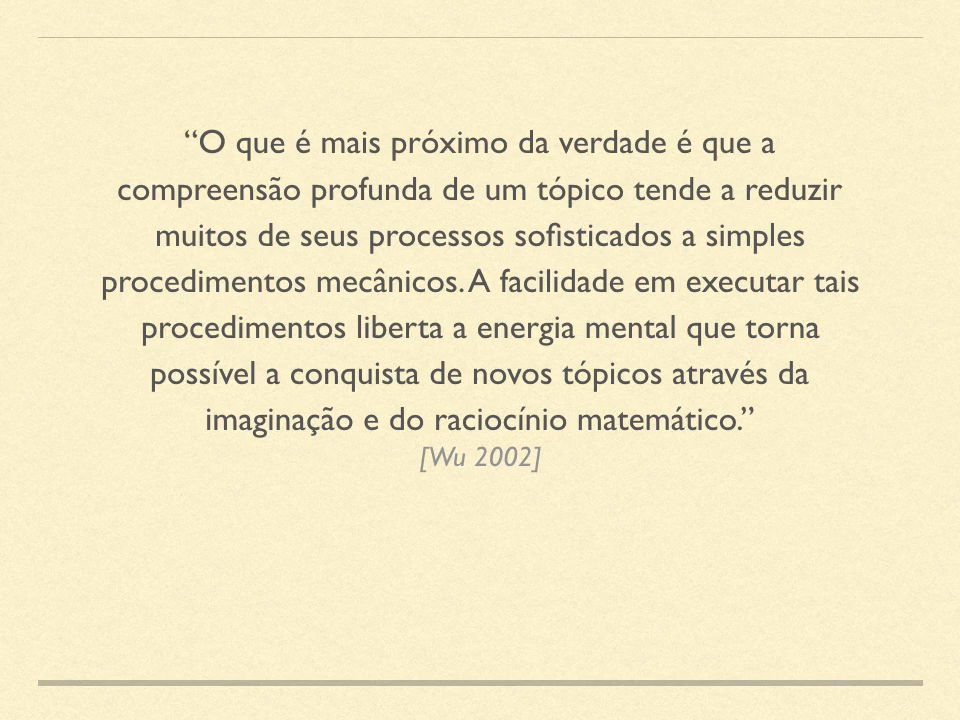 “O que é mais próximo da verdade é que a
compreensão profunda de um tópico tende a reduzir
muitos de seus processos sofisticados a simples
procedimentos mecânicos. A facilidade em executar tais
procedimentos liberta a energia mental que torna
possível a conquista de novos tópicos através da
imaginação e do raciocínio matemático.”
[Wu 2002]